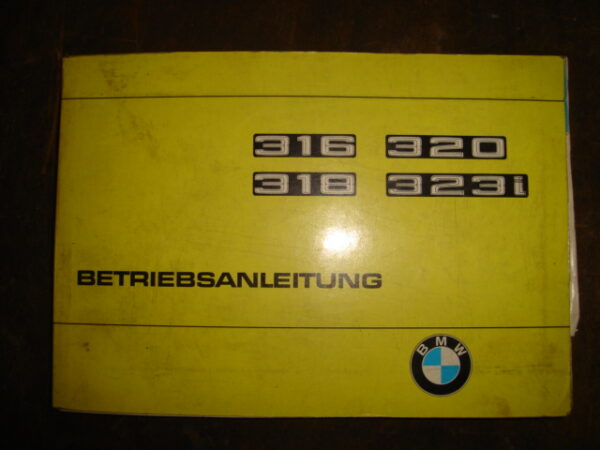 316 320
318 323i
BETRIEBSANLEITUNG
BMW